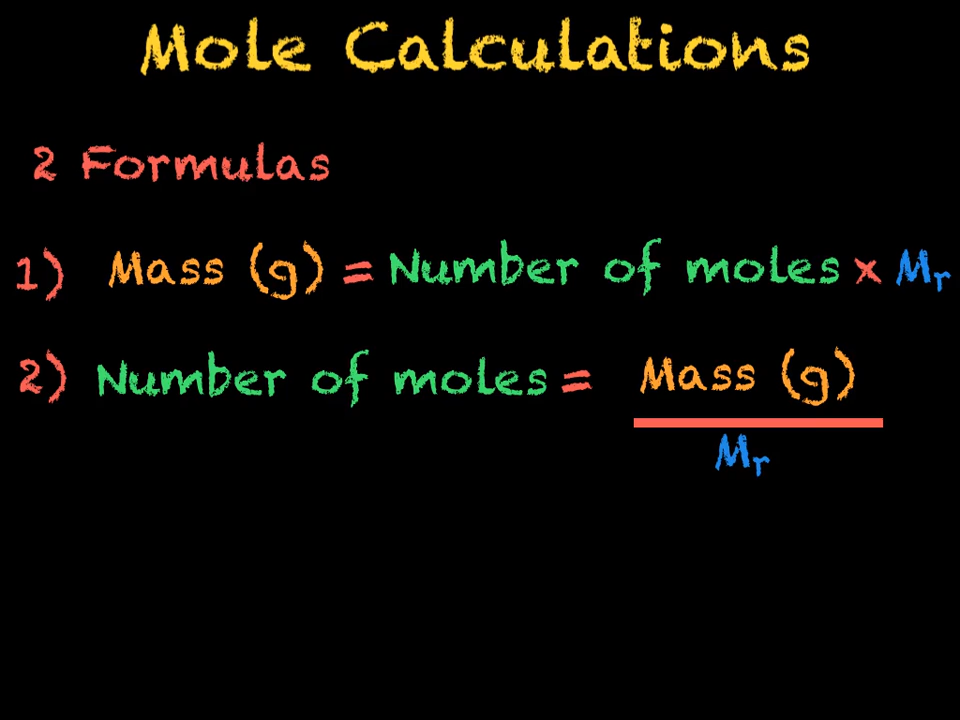 Mole Calculations
2 Formulas
1) Mass (g) = Number of moles x Mr
2) Number of moles = Mass (g)
Mr